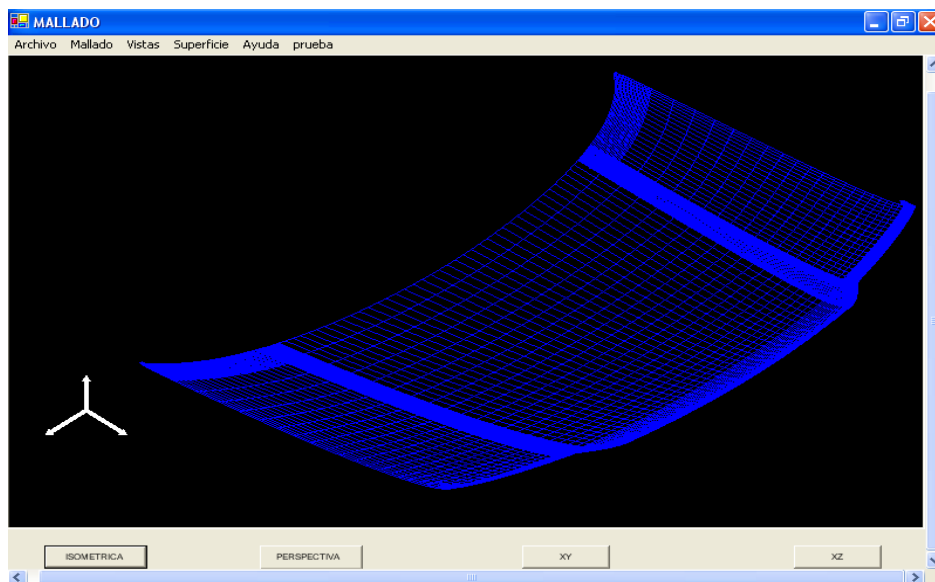 MALLADO
Archivo Mallado Vistas Superficie Ayuda prueba
ISOMETRICA PERSPECTIVA XY XZ